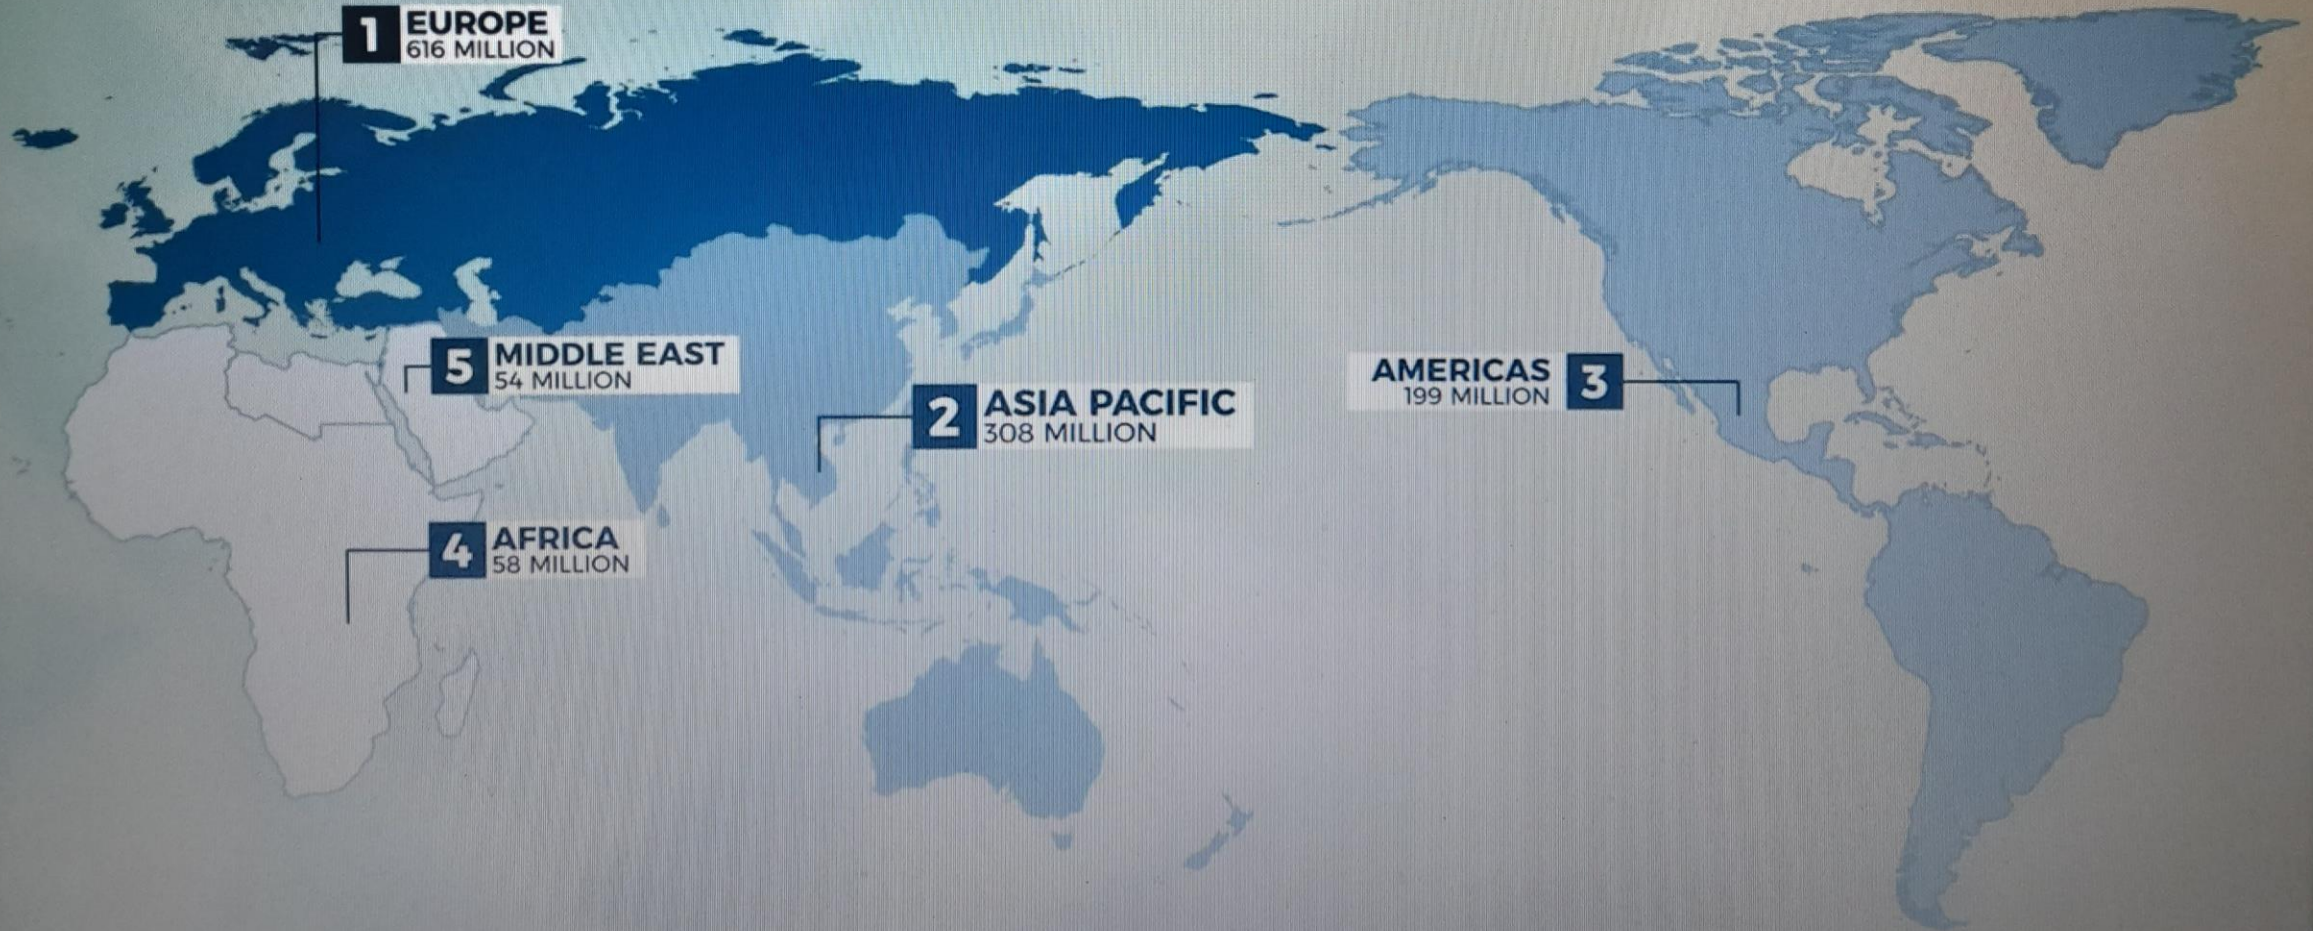 1 EUROPE
616 MILLION
5 MIDDLE EAST
54 MILLION
AMERICAS 3
199 MILLION
2 ASIA PACIFIC
308 MILLION
4 AFRICA
58 MILLION